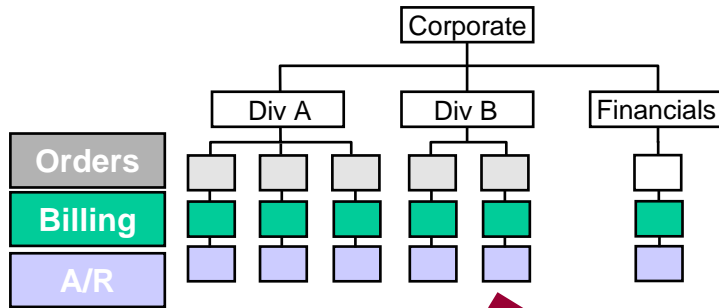 Corporate
Div A
Div B
Financials
Orders
Billing
A/R